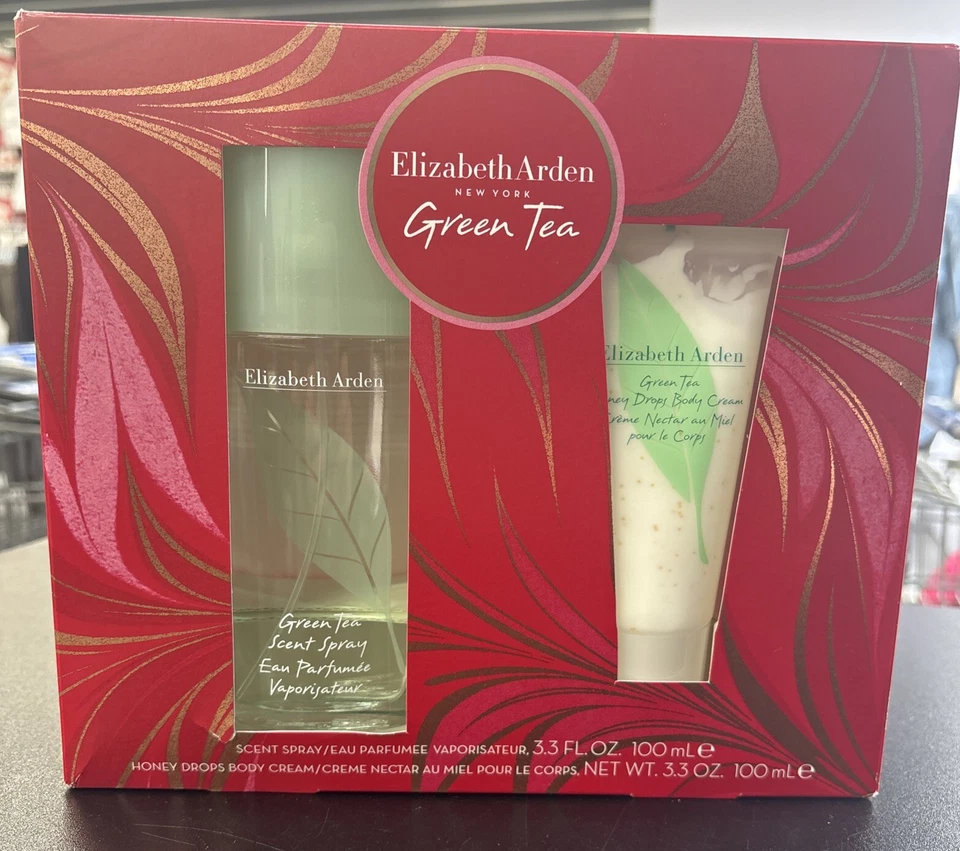 Elizabeth Arden
NEW YORK
Green Tea
Elizabeth Arden
Green Tea
Scent Spray
Eau Parfumée
Vaporisateur
Elizabeth Arden
Green Tea
Drops Body Cream
Nectar au Miel
pour le Corps
SCENT SPRAY/EAU PARFUMEE VAPORISATEUR, 3.3 FL.OZ. 100 mL e
HONEY DROPS BODY CREAM/CREME NECTAR AU MIEL POUR LE CORPS, NET WT. 3.3 OZ. 100 mL e